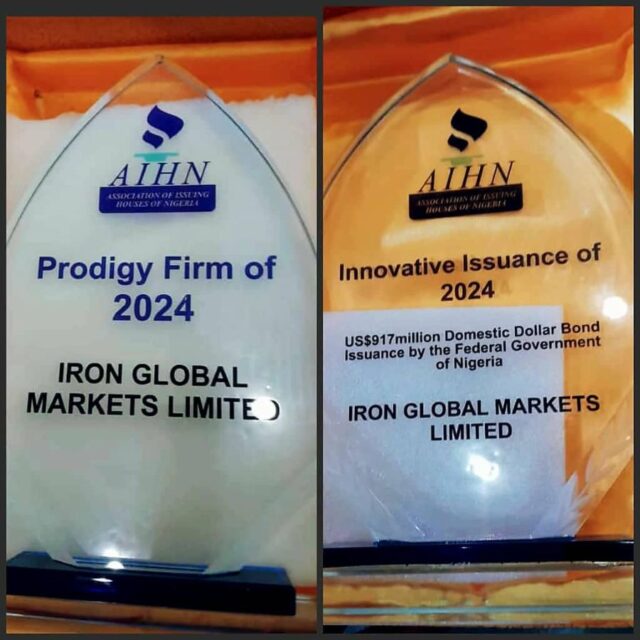 AIHN
ASSOCIATION OF ISSUING
HOUSES OF NIGERIA
Prodigy Firm of
2024
IRON GLOBAL
MARKETS LIMITED
AIHN
ASSOCIATION OF ISSUING
HOUSES OF NIGERIA
Innovative Issuance of
2024
US$917million Domestic Dollar Bond
Issuance by the Federal Government
of Nigeria
IRON GLOBAL MARKETS
LIMITED